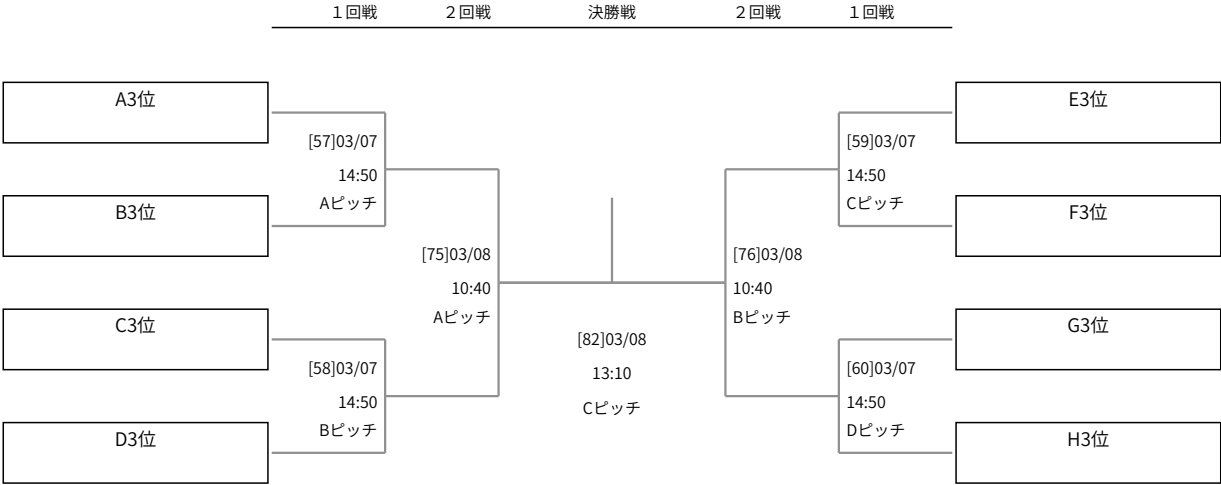 １回戦 ２回戦 決勝戦 ２回戦 １回戦
A3位
[57]03/07
14:50
Aピッチ
B3位
[75]03/08
10:40
Aピッチ
C3位
[58]03/07
14:50
Bピッチ
D3位
[82]03/08
13:10
Cピッチ
E3位
[59]03/07
14:50
Cピッチ
F3位
[76]03/08
10:40
Bピッチ
G3位
[60]03/07
14:50
Dピッチ
H3位